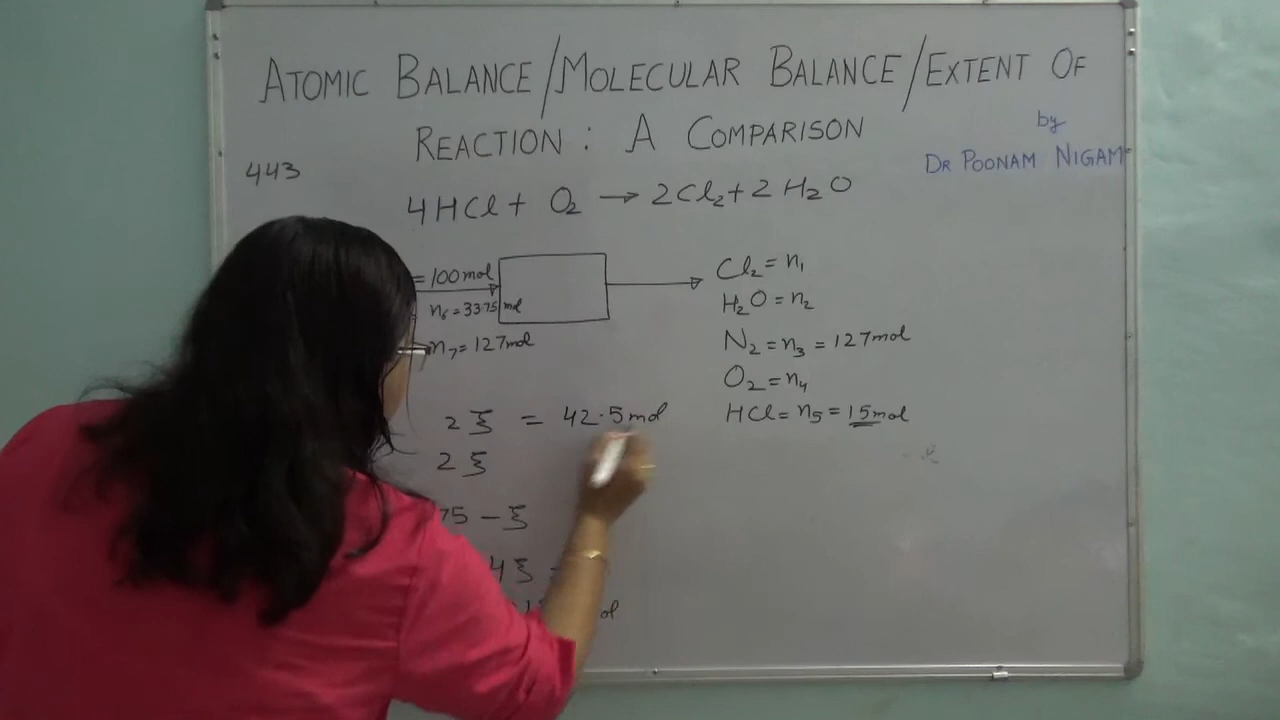 ATOMIC BALANCE/MOLECULAR BALANCE/EXTENT OF
REACTION : A COMPARISON
by
DR POONAM NIGAM
443
4HCl + O2 → 2Cl2 + 2H2O
= 100 mol
n6 = 33.75 mol
n7 = 127 mol
Cl2 = n1
H2O = n2
N2 = n3 = 127 mol
O2 = n4
HCl = n5 = 15 mol
2ξ = 42.5 mol
2ξ
75 - ξ
4ξ